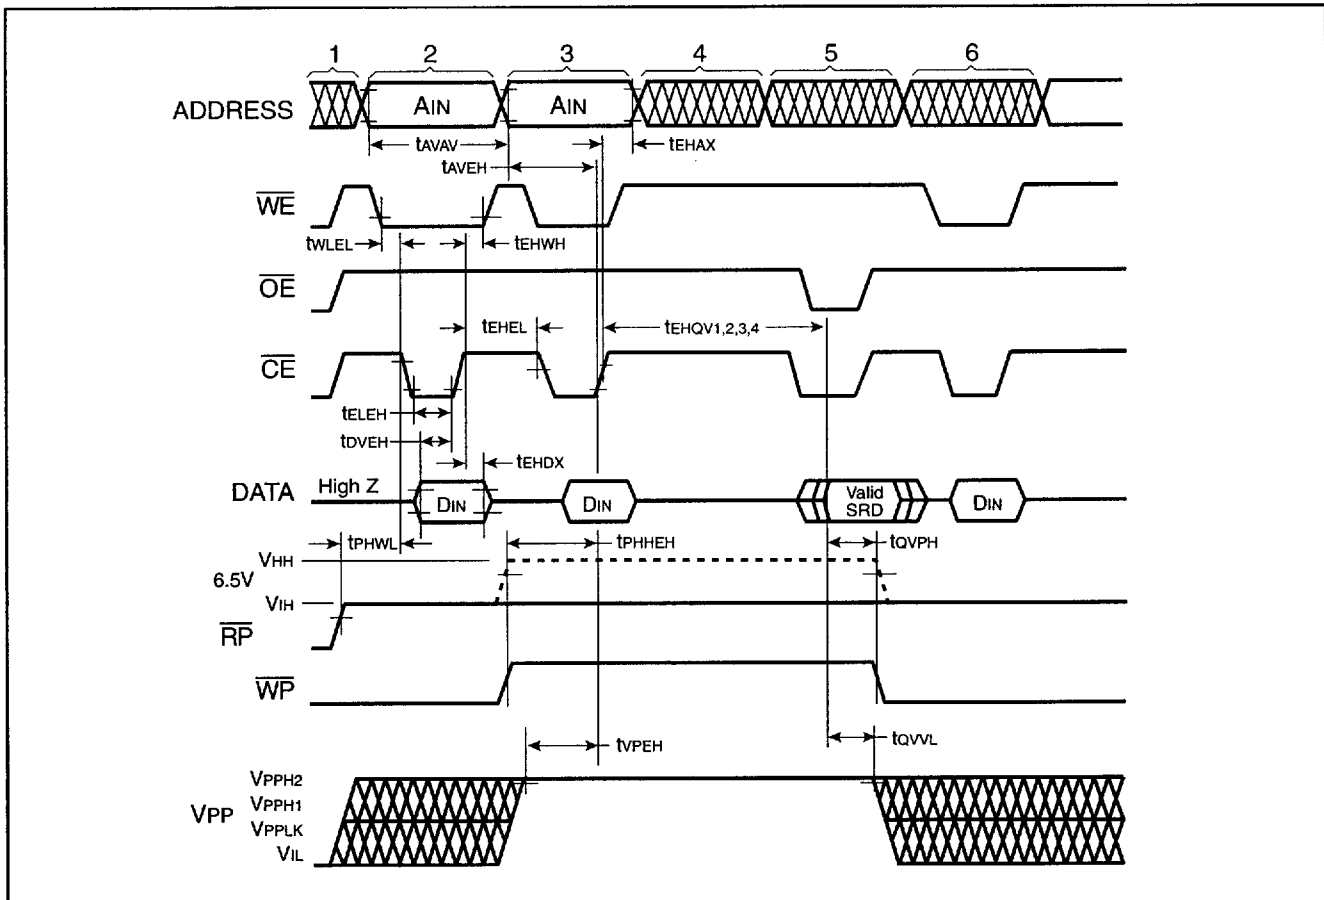 1 2 3 4 5 6
ADDRESS AIN AIN
tAVAV tEHAX
tAVEH
WE
tWLEL tEHWH
OE
tEHEL tEHQV1,2,3,4
CE
tELEH
tDVEH
tEHDX
DATA High Z DIN DIN Valid SRD DIN
tPHWL tPHHEH tQVPH
VHH
6.5V
VIH
RP
WP
tVPEH tQVVL
VPPH2
VPP VPPH1
VPPLK
VIL